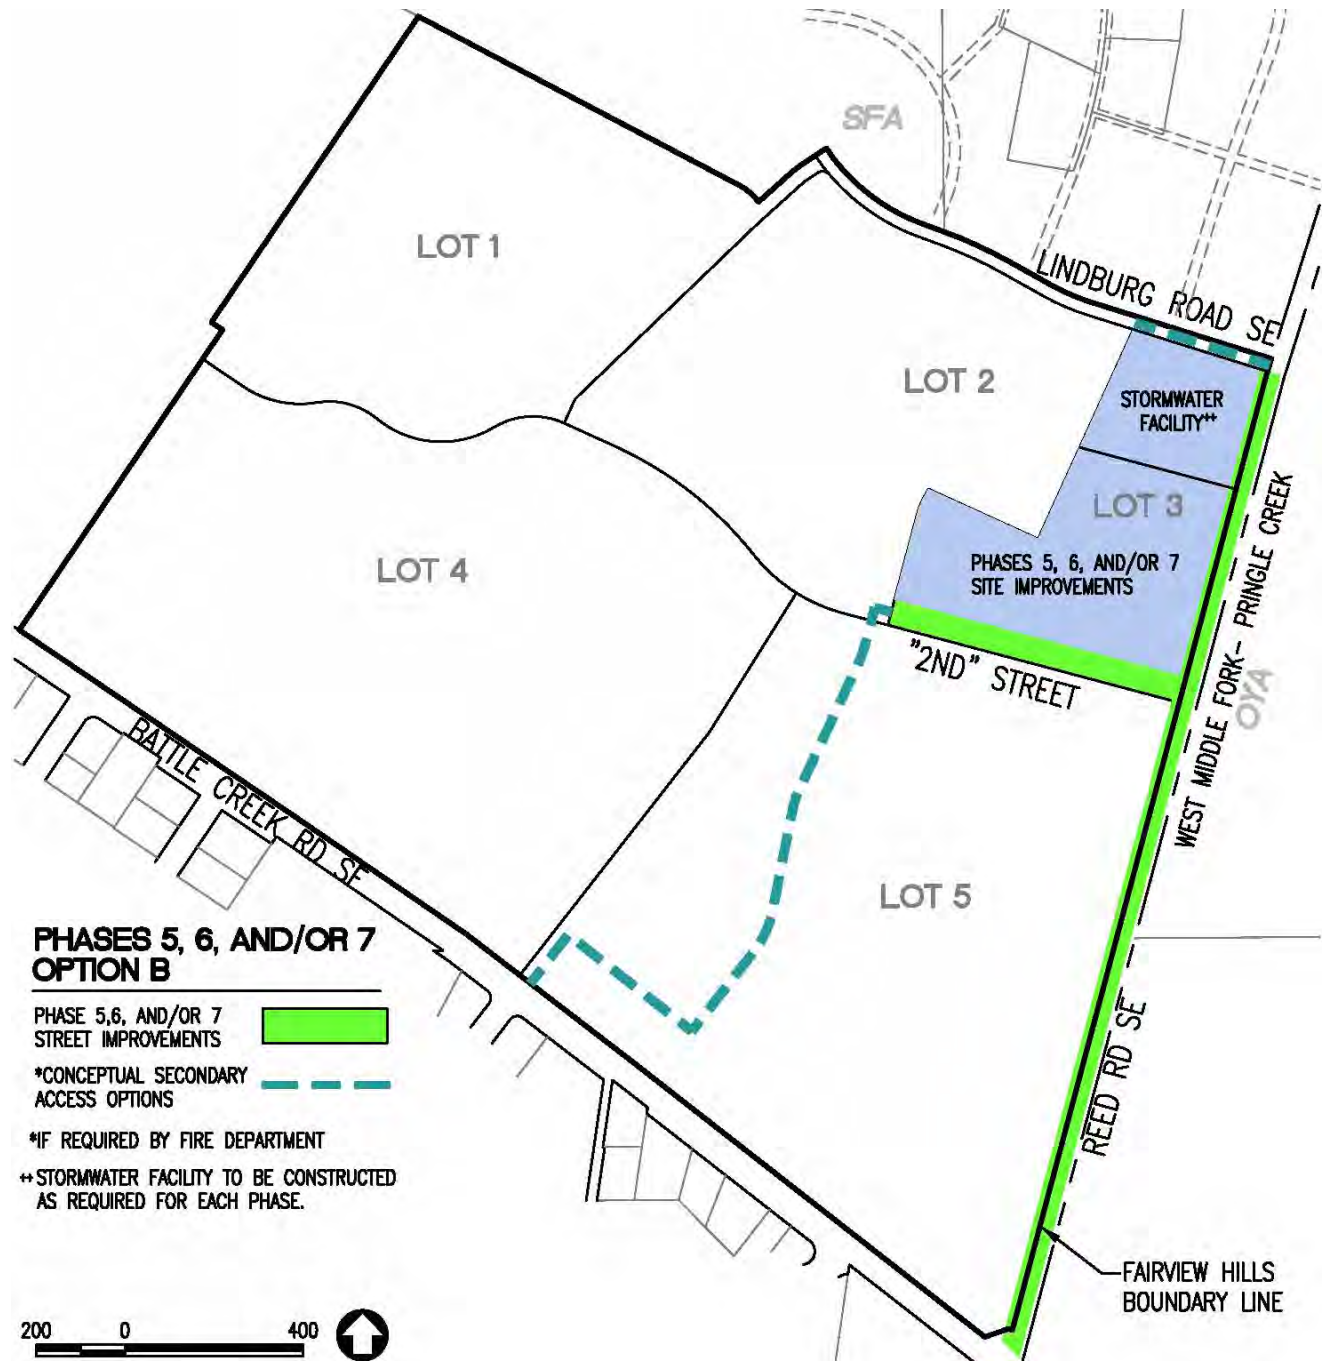 SFA
LOT 1
LINDBURG ROAD SE
LOT 2
STORMWATER
FACILITY++
LOT 3
PHASES 5, 6, AND/OR 7
SITE IMPROVEMENTS
WEST MIDDLE FORK- PRINGLE CREEK
OYA
LOT 4
"2ND" STREET
BATTLE CREEK RD SE
LOT 5
REED RD SE
PHASES 5, 6, AND/OR 7
OPTION B
PHASE 5,6, AND/OR 7
STREET IMPROVEMENTS
*CONCEPTUAL SECONDARY
ACCESS OPTIONS
*IF REQUIRED BY FIRE DEPARTMENT
++ STORMWATER FACILITY TO BE CONSTRUCTED
AS REQUIRED FOR EACH PHASE.
FAIRVIEW HILLS
BOUNDARY LINE
200 0 400